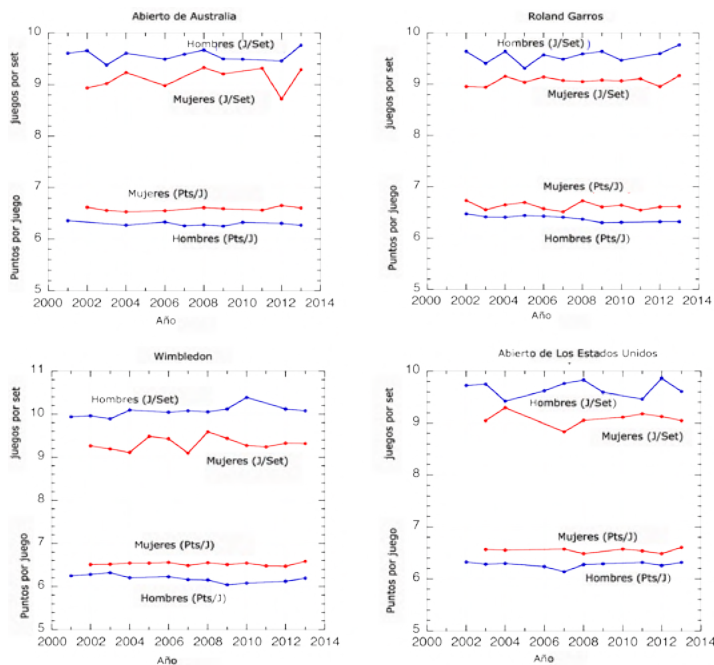 Abierto de Australia
10
9
8
7
6
5
Juegos por set
Puntos por juego
Hombres (J/Set)
Mujeres (J/Set)
Mujeres (Pts/J)
Hombres (Pts/J)
2000 2002 2004 2006 2008 2010 2012 2014
Año
Roland Garros
10
9
8
7
6
5
Juegos por set
Puntos por juego
Hombres (J/Set) )
Mujeres (J/Set)
Mujeres (Pts/J)
Hombres (Pts/J)
2000 2002 2004 2006 2008 2010 2012 2014
Año
Wimbledon
11
10
9
8
7
6
5
Juegos por set
Puntos por juego
Hombres (J/Set)
Mujeres (J/Set)
Mujeres (Pts/J)
Hombres (Pts/J)
2000 2002 2004 2006 2008 2010 2012 2014
Año
Abierto de Los Estados Unidos
10
9
8
7
6
5
Juegos por set
Puntos por juego
Hombres (J/Set)
Mujeres (J/Set)
Mujeres (Pts/J)
Hombres (Pts/J)
2000 2002 2004 2006 2008 2010 2012 2014
Año